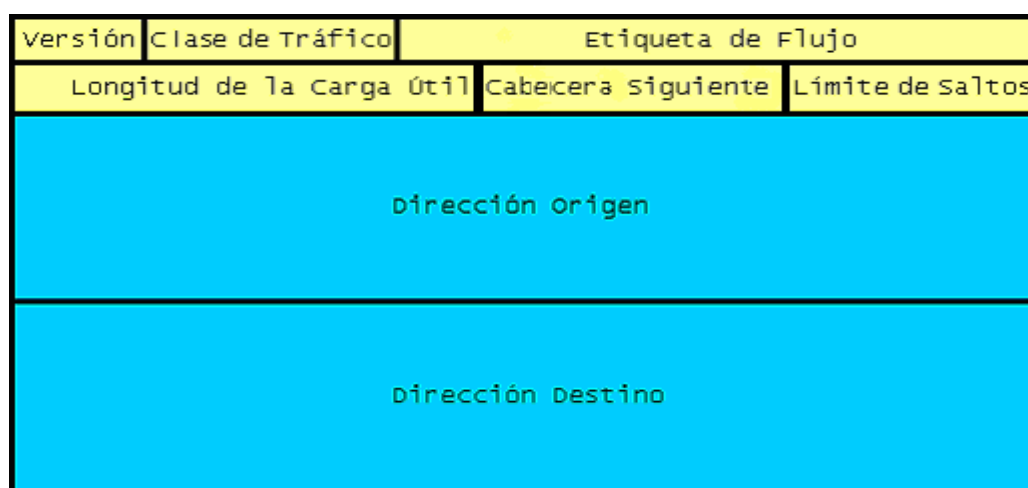 Versión Clase de Tráfico Etiqueta de Flujo
Longitud de la Carga Útil Cabecera Siguiente Límite de Saltos
Dirección Origen
Dirección Destino